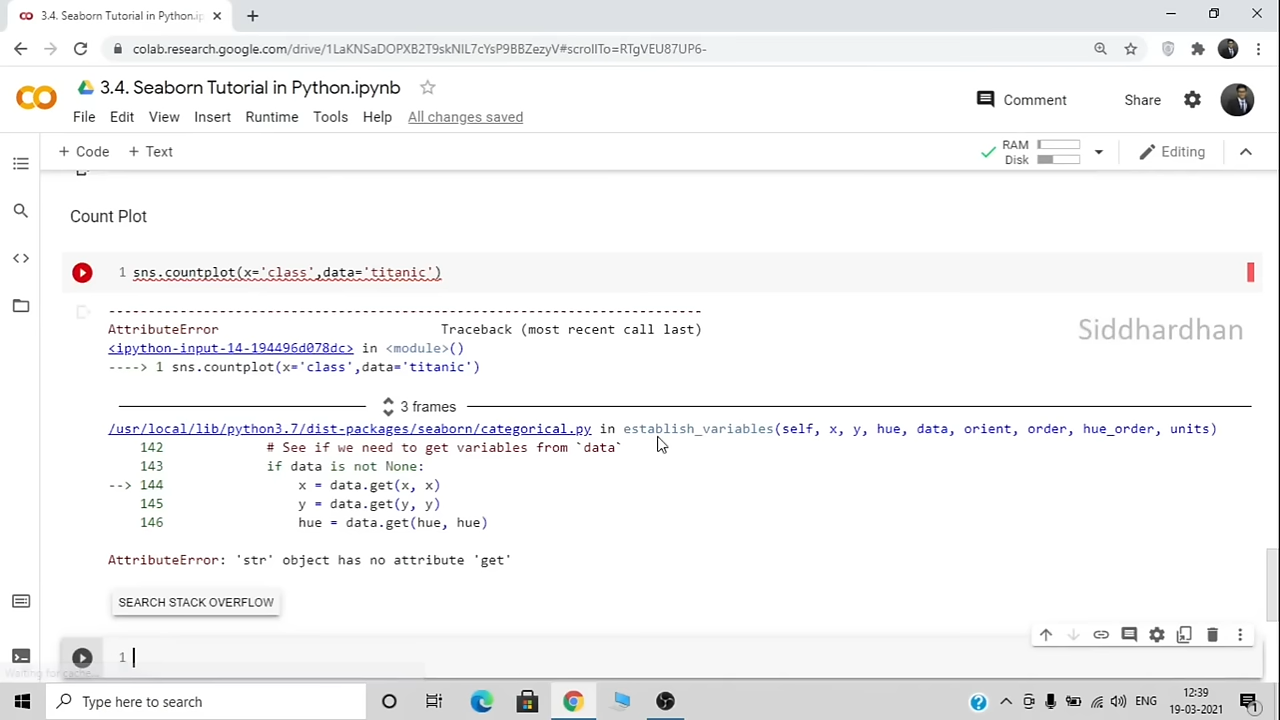 3.4. Seaborn Tutorial in Python.ip
colab.research.google.com/drive/1LaKNSaDOPXB2T9skNIL7cYsP9BBZezyV#scrollTo=RTgVEU87UP6-
3.4. Seaborn Tutorial in Python.ipynb
Comment
Share
File Edit View Insert Runtime Tools Help All changes saved
+ Code + Text
RAM
Disk
Editing
Count Plot
1 sns.countplot(x='class',data='titanic')
---------------------------------------------------------------------------
AttributeError Traceback (most recent call last)
<ipython-input-14-194496d078dc> in <module>()
----> 1 sns.countplot(x='class',data='titanic')
Siddhardhan
3 frames
/usr/local/lib/python3.7/dist-packages/seaborn/categorical.py in establish_variables(self, x, y, hue, data, orient, order, hue_order, units)
142 # See if we need to get variables from `data`
143 if data is not None:
--> 144 x = data.get(x, x)
145 y = data.get(y, y)
146 hue = data.get(hue, hue)
AttributeError: 'str' object has no attribute 'get'
SEARCH STACK OVERFLOW
1
Waiting for cache...
Type here to search
ENG
12:39
19-03-2021
1